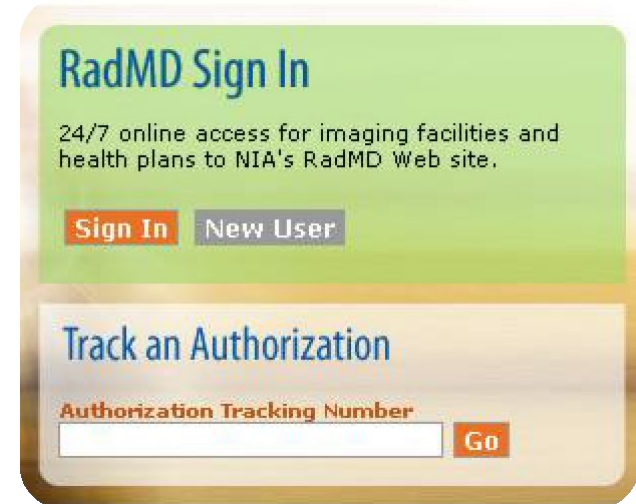 RadMD Sign In
24/7 online access for imaging facilities and
health plans to NIA's RadMD Web site.
Sign In New User
Track an Authorization
Authorization Tracking Number
Go